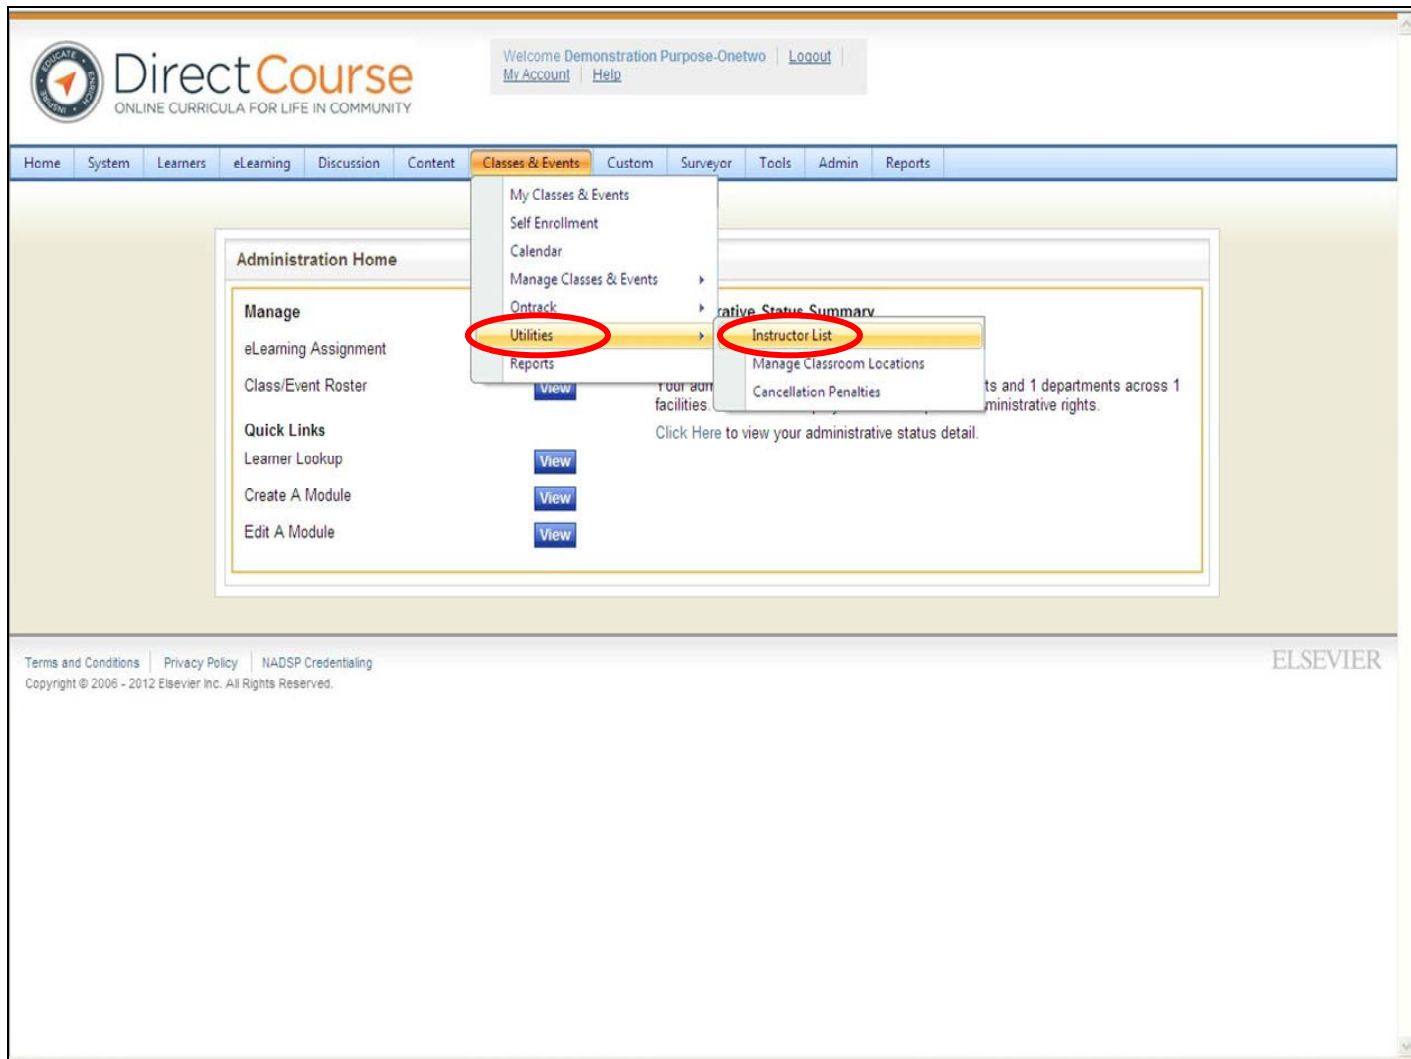 EDUCATE ENRICH INSPIRE
DirectCourse
ONLINE CURRICULA FOR LIFE IN COMMUNITY
Welcome Demonstration Purpose-Onetwo Logout
My Account Help
Home System Learners eLearning Discussion Content Classes & Events Custom Surveyor Tools Admin Reports
My Classes & Events
Self Enrollment
Calendar
Manage Classes & Events
Ontrack
Utilities
Reports
Instructor List
Manage Classroom Locations
Cancellation Penalties
Administration Home
Manage
eLearning Assignment
Class/Event Roster View
Quick Links
Learner Lookup View
Create A Module View
Edit A Module View
Status Summary
Your ts and 1 departments across 1
facilities. rights.
Click Here to view your administrative status detail.
Terms and Conditions Privacy Policy NADSP Credentialing
Copyright © 2006 - 2012 Elsevier Inc. All Rights Reserved.
ELSEVIER